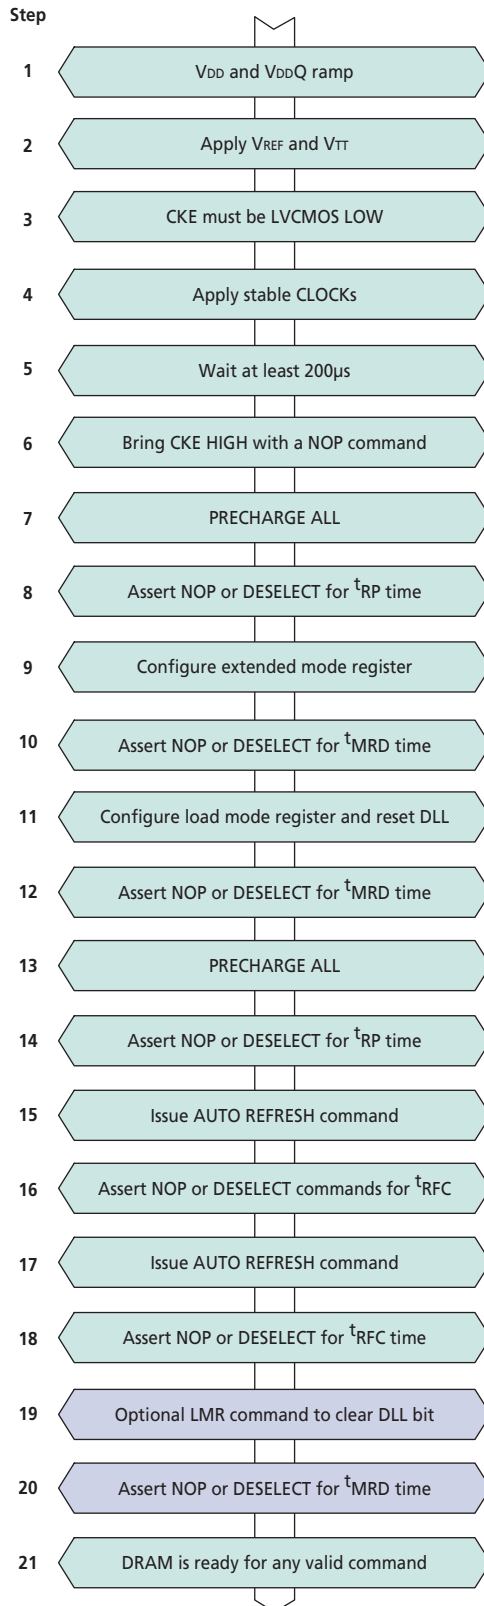 Step
1 VDD and VDDQ ramp
2 Apply VREF and VTT
3 CKE must be LVCMOS LOW
4 Apply stable CLOCKs
5 Wait at least 200µs
6 Bring CKE HIGH with a NOP command
7 PRECHARGE ALL
8 Assert NOP or DESELECT for tRP time
9 Configure extended mode register
10 Assert NOP or DESELECT for tMRD time
11 Configure load mode register and reset DLL
12 Assert NOP or DESELECT for tMRD time
13 PRECHARGE ALL
14 Assert NOP or DESELECT for tRP time
15 Issue AUTO REFRESH command
16 Assert NOP or DESELECT commands for tRFC
17 Issue AUTO REFRESH command
18 Assert NOP or DESELECT for tRFC time
19 Optional LMR command to clear DLL bit
20 Assert NOP or DESELECT for tMRD time
21 DRAM is ready for any valid command